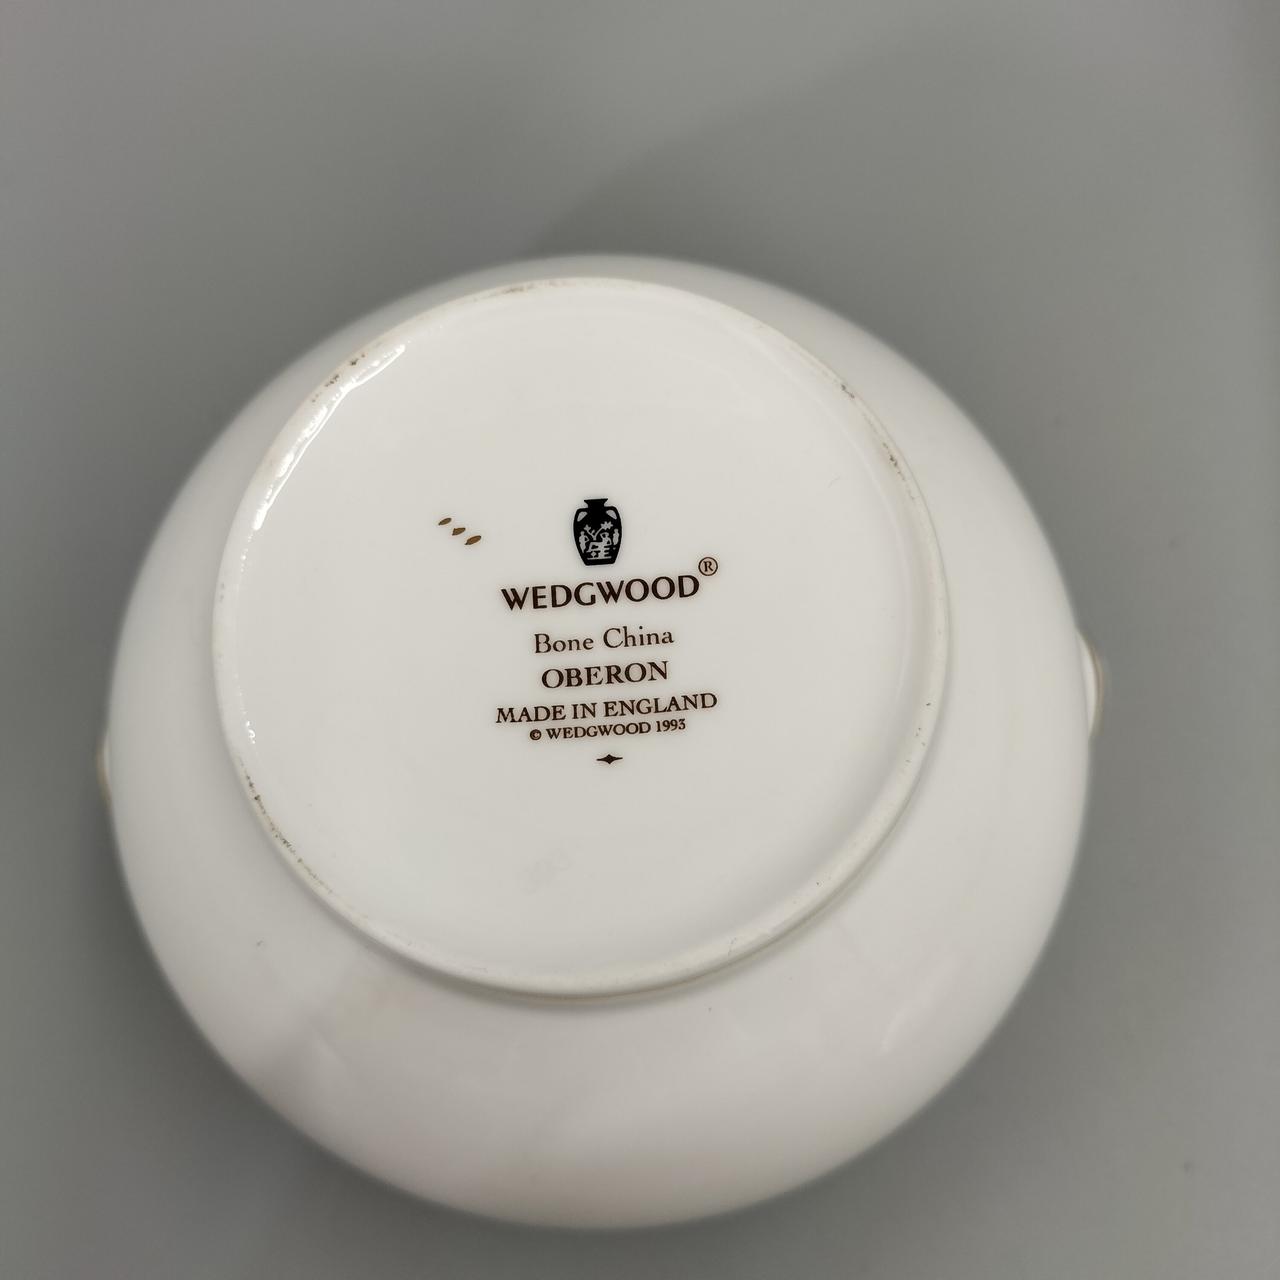 WEDGWOOD®
Bone China
OBERON
MADE IN ENGLAND
© WEDGWOOD 1993